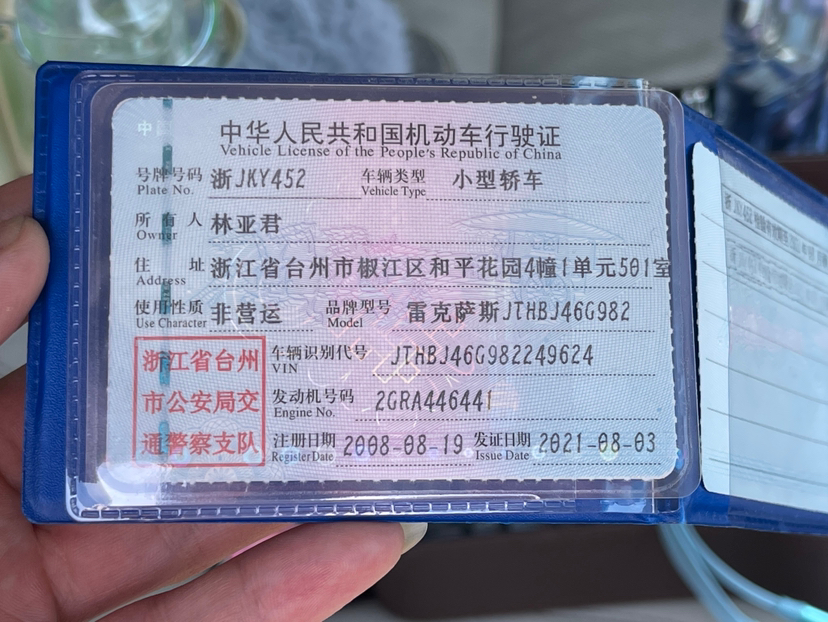 中华人民共和国机动车行驶证
Vehicle License of the People's Republic of China
号牌号码 浙JKY452 车辆类型 小型轿车
Plate No. Vehicle Type
所有人 林亚君
Owner
住址 浙江省台州市椒江区和平花园4幢1单元501室
Address
使用性质 非营运 品牌型号 雷克萨斯JTHBJ46G982
Use Character Model
浙江省台州 车辆识别代号 JTHBJ46G982249624
VIN
市公安局交 发动机号码 2GRA446441
Engine No.
通警察支队 注册日期 2008-08-19 发证日期 2021-08-03
Register Date Issue Date